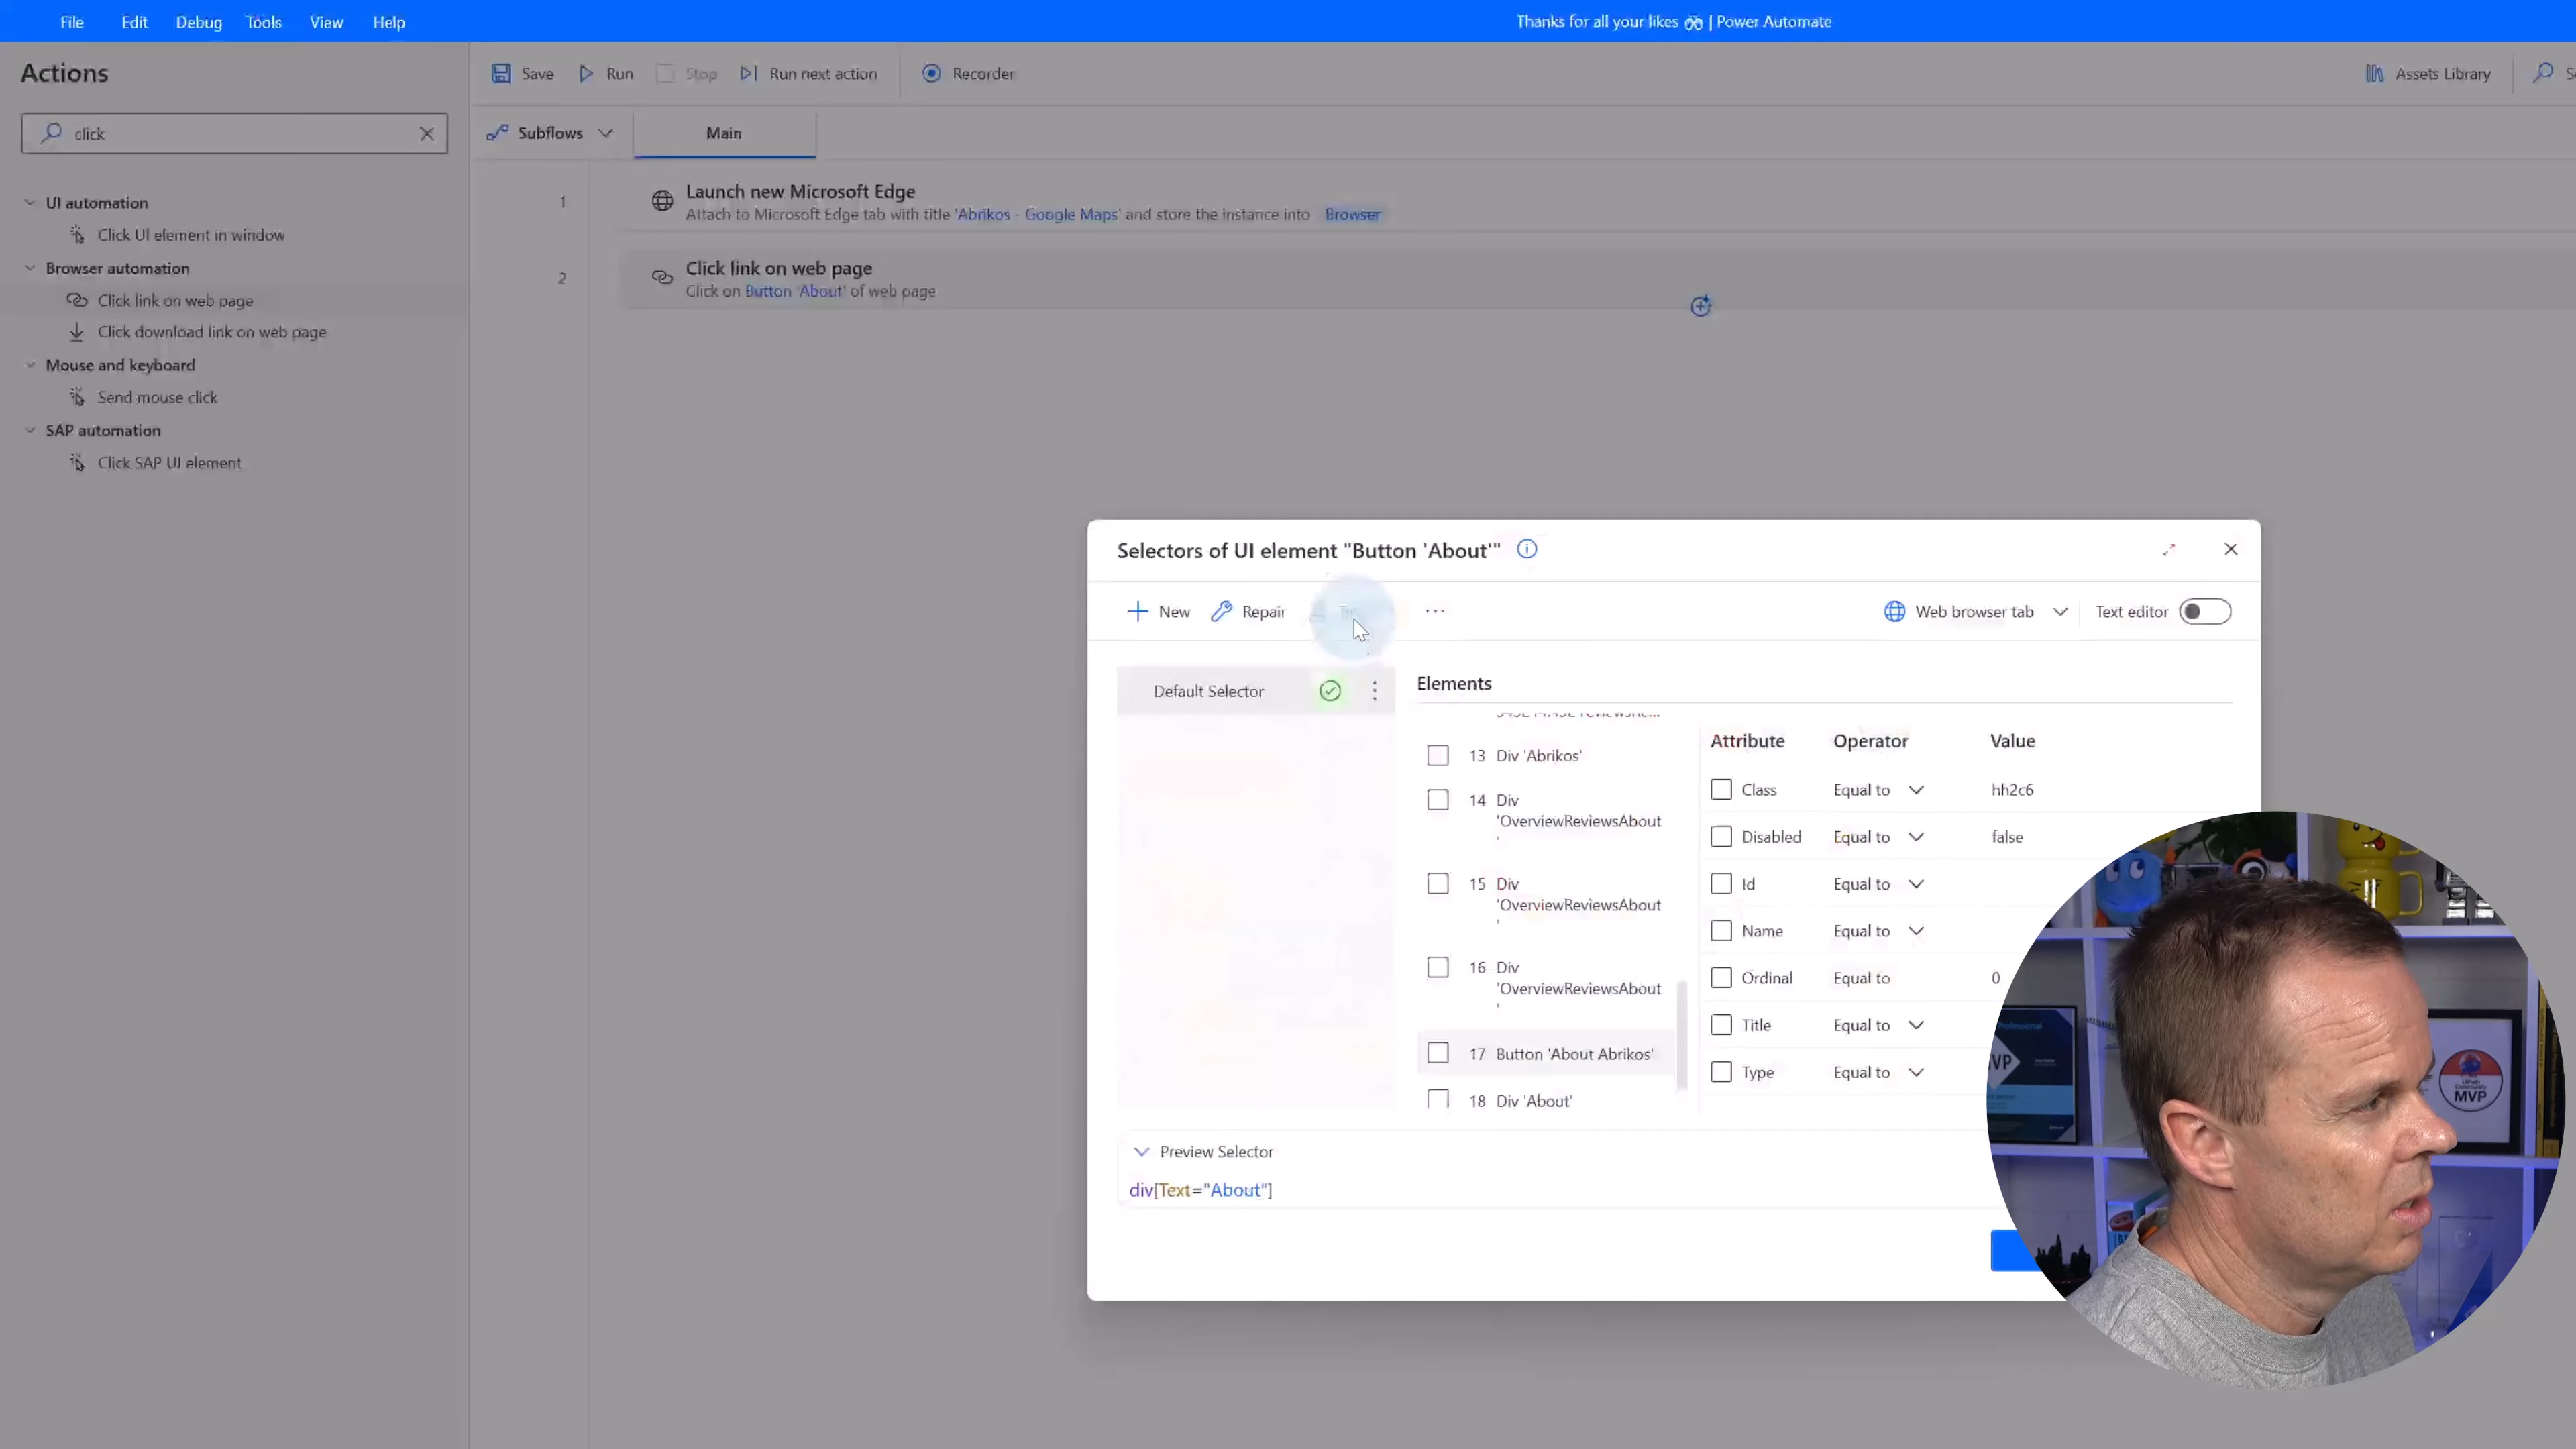 File Edit Debug Tools View Help
Thanks for all your likes | Power Automate
Actions
Save Run Stop Run next action Recorder
Assets Library
click
Subflows Main
UI automation
Click UI element in window
Browser automation
Click link on web page
Click download link on web page
Mouse and keyboard
Send mouse click
SAP automation
Click SAP UI element
1
Launch new Microsoft Edge
Attach to Microsoft Edge tab with title 'Abrikos - Google Maps' and store the instance into Browser
2
Click link on web page
Click on Button 'About' of web page
Selectors of UI element "Button 'About'"
New Repair ... Web browser tab Text editor
Default Selector
Elements
13 Div 'Abrikos'
14 Div
'OverviewReviewsAbout
'
15 Div
'OverviewReviewsAbout
'
16 Div
'OverviewReviewsAbout
'
17 Button 'About Abrikos'
18 Div 'About'
Attribute Operator Value
Class Equal to hh2c6
Disabled Equal to false
Id Equal to
Name Equal to
Ordinal Equal to 0
Title Equal to
Type Equal to
Preview Selector
div[Text="About"]
Professional
MVP